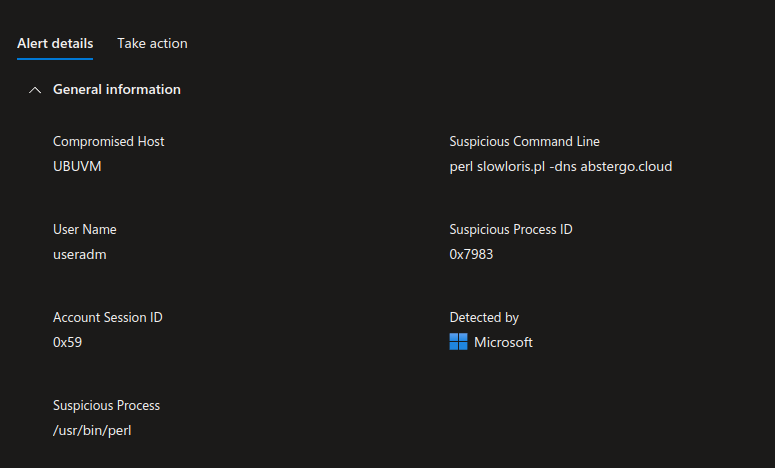 Alert details
Take action
General information
Compromised Host
UBUVM
Suspicious Command Line
perl slowloris.pl -dns abstergo.cloud
User Name
useradm
Suspicious Process ID
0x7983
Account Session ID
0x59
Detected by
Microsoft
Suspicious Process
/usr/bin/perl